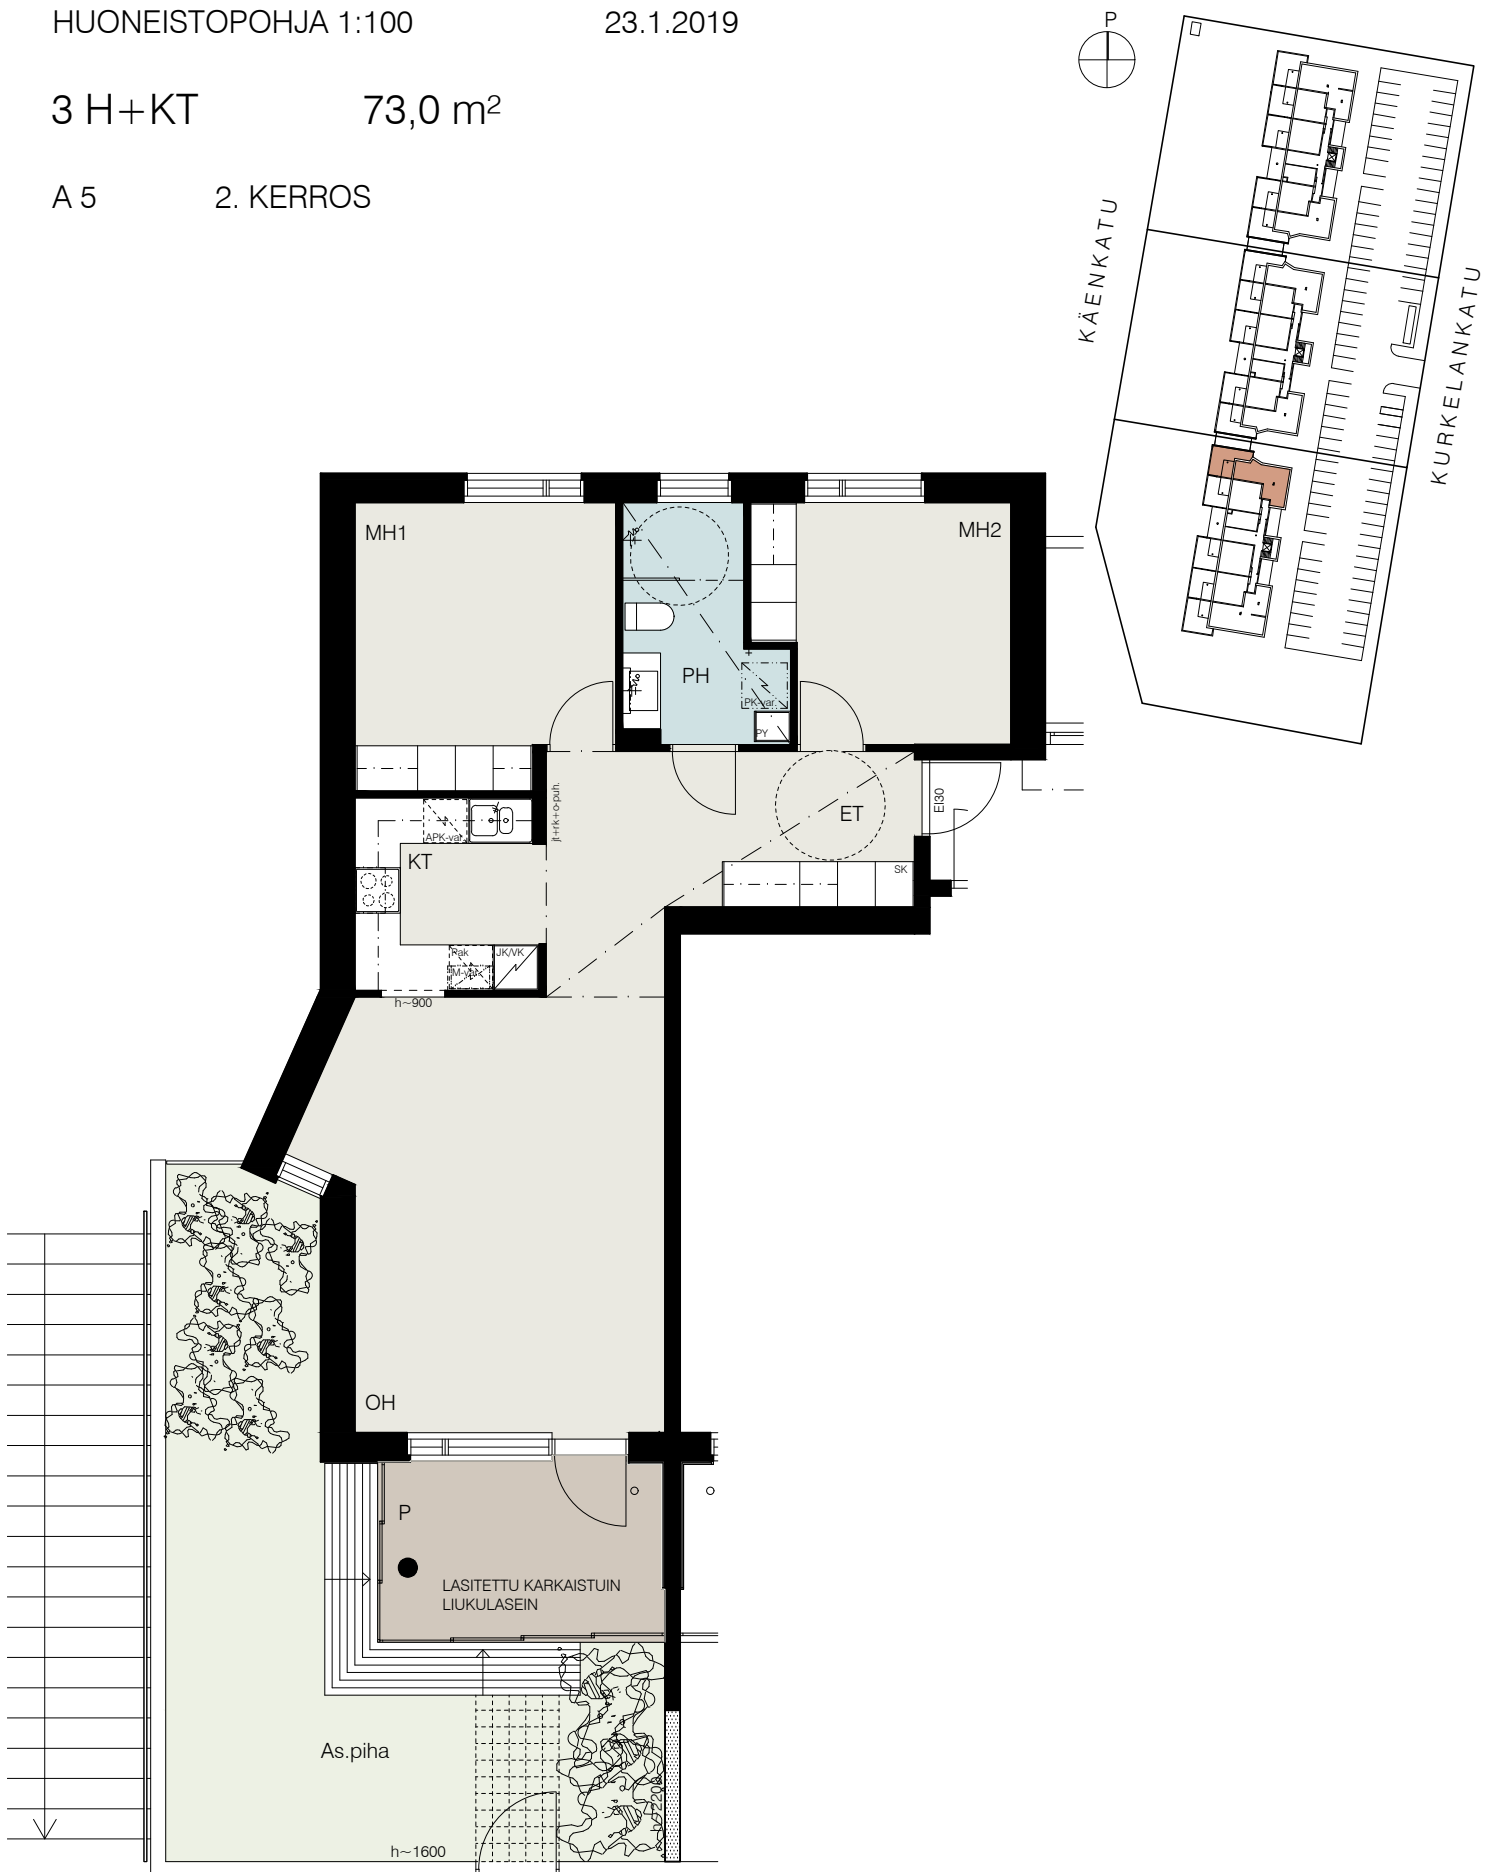 HUONEISTOPOHJA 1:100 23.1.2019
3 H+KT 73,0 m²
A 5 2. KERROS
P
KÄENKATU
KURKELANKATU
MH1
MH2
PH
PK-var.
PY
jt+rk+o-puh.
ET
EI30
APK-var.
KT
SK
Pak
JK/VK
M-var.
h~900
OH
P
LASITETTU KARKAISTUIN
LIUKULASEIN
As.piha
h~1600